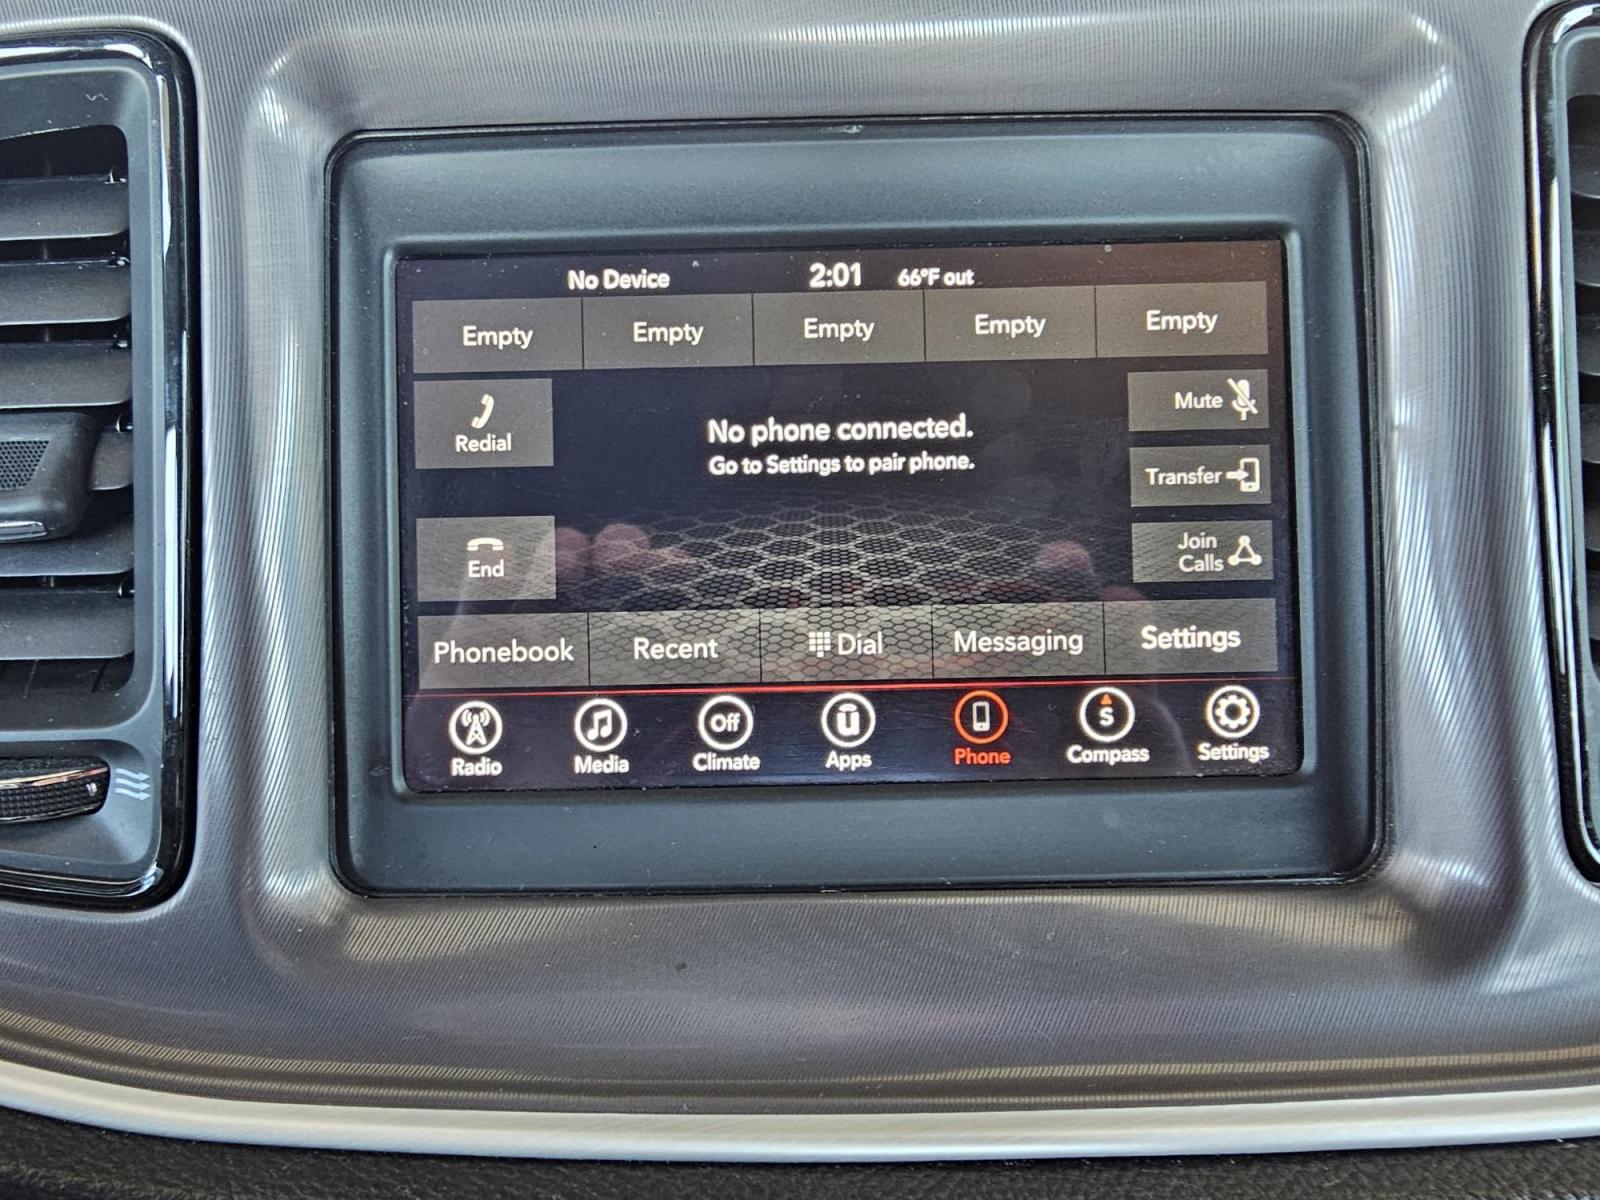 No Device 2:01 66°F out
Empty Empty Empty Empty Empty
Redial
No phone connected.
Go to Settings to pair phone.
Mute
Transfer
Join
Calls
End
Phonebook Recent Dial Messaging Settings
Radio Media Off Climate Apps Phone S Compass Settings